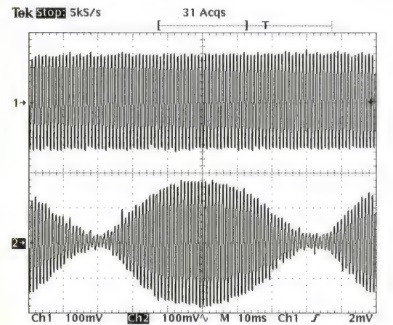 Tek Stop: 5kS/s 31 Acqs
T
1→
2→
Ch1 100mV Ch2 100mV∿ M 10ms Ch1 ∫ 2mV